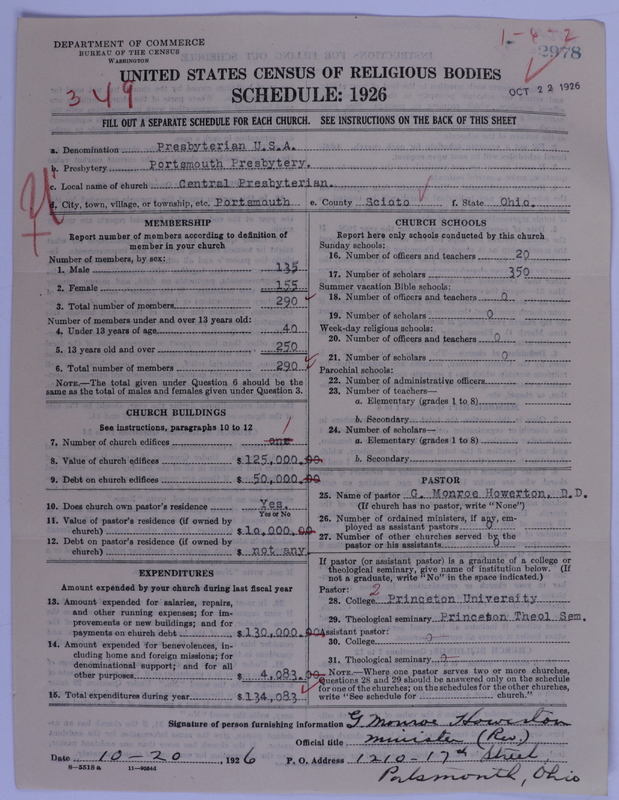 DEPARTMENT OF COMMERCE
BUREAU OF THE CENSUS
WASHINGTON
1-8-2
2978
349
UNITED STATES CENSUS OF RELIGIOUS BODIES
SCHEDULE: 1926
OCT 22 1926
FILL OUT A SEPARATE SCHEDULE FOR EACH CHURCH. SEE INSTRUCTIONS ON THE BACK OF THIS SHEET
a. Denomination Presbyterian U.S.A.
b. Presbytery Portsmouth Presbytery.
c. Local name of church Central Presbyterian.
d. City, town, village, or township, etc. Portsmouth e. County Scioto f. State Ohio.
MEMBERSHIP
Report number of members according to definition of
member in your church
Number of members, by sex:
1. Male 135
2. Female 155
3. Total number of members 290
Number of members under and over 13 years old:
4. Under 13 years of age 40
5. 13 years old and over 250
6. Total number of members 290
NOTE.—The total given under Question 6 should be the
same as the total of males and females given under Question 3.
CHURCH BUILDINGS
See instructions, paragraphs 10 to 12
7. Number of church edifices one 1
8. Value of church edifices $125,000.00
9. Debt on church edifices $50,000.00
10. Does church own pastor's residence Yes.
Yes or No
11. Value of pastor's residence (if owned by
church) $10,000.00
12. Debt on pastor's residence (if owned by
church) $ not any.
EXPENDITURES
Amount expended by your church during last fiscal year
13. Amount expended for salaries, repairs,
and other running expenses; for im-
provements or new buildings; and for
payments on church debt $130,000.00
14. Amount expended for benevolences, in-
cluding home and foreign missions; for
denominational support; and for all
other purposes $4,083.00
15. Total expenditures during year $134,083
CHURCH SCHOOLS
Report here only schools conducted by this church
Sunday schools:
16. Number of officers and teachers 20
17. Number of scholars 350
Summer vacation Bible schools:
18. Number of officers and teachers 0
19. Number of scholars 0
Week-day religious schools:
20. Number of officers and teachers 0
21. Number of scholars 0
Parochial schools:
22. Number of administrative officers
23. Number of teachers—
a. Elementary (grades 1 to 8)
b. Secondary
24. Number of scholars—
a. Elementary (grades 1 to 8)
b. Secondary
PASTOR
25. Name of pastor G. Monroe Howerton, D.D.
(If church has no pastor, write "None")
26. Number of ordained ministers, if any, em-
ployed as assistant pastors 0
27. Number of other churches served by the
pastor or his assistants 0
If pastor (or assistant pastor) is a graduate of a college or
theological seminary, give name of institution below. (If
not a graduate, write "No" in the space indicated.)
Pastor: 2
28. College Princeton University
29. Theological seminary Princeton Theol Sem.
Assistant pastor:
30. College 0
31. Theological seminary 0
NOTE.—Where one pastor serves two or more churches,
Questions 28 and 29 should be answered only on the schedule
for one of the churches; on the schedules for the other churches,
write "See schedule for church."
Signature of person furnishing information G Monroe Howerton
Official title minister (Rev.)
Date 10-20, 1926 P. O. Address 1210-17th Street,
Portsmouth, Ohio
8-5518 a